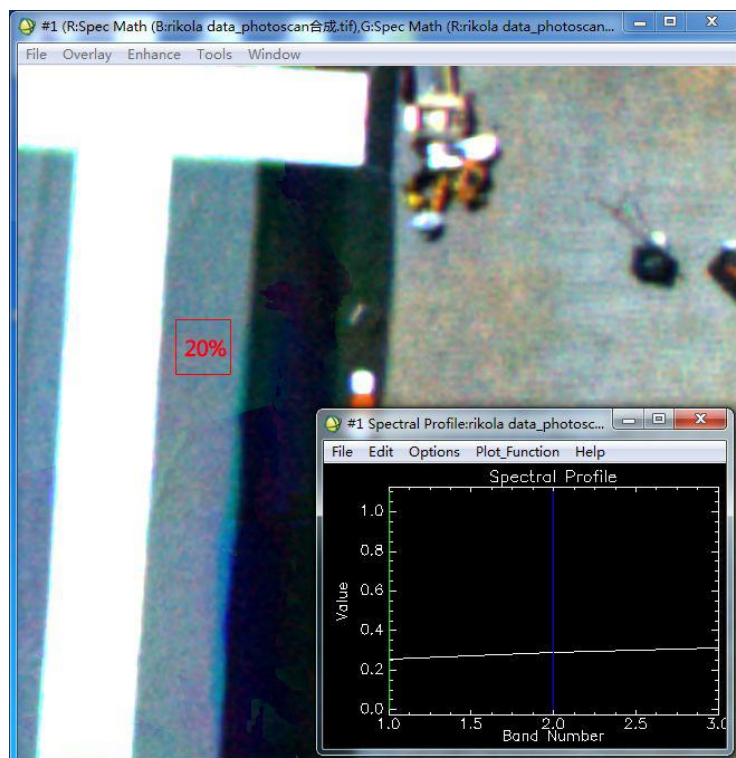 #1 (R:Spec Math (B:rikola data_photoscan合成.tif),G:Spec Math (R:rikola data_photoscan...
File Overlay Enhance Tools Window
20%
#1 Spectral Profile:rikola data_photosc...
File Edit Options Plot_Function Help
Spectral Profile
1.0
0.8
0.6
0.4
0.2
0.0
Value
1.0 1.5 2.0 2.5 3.0
Band Number